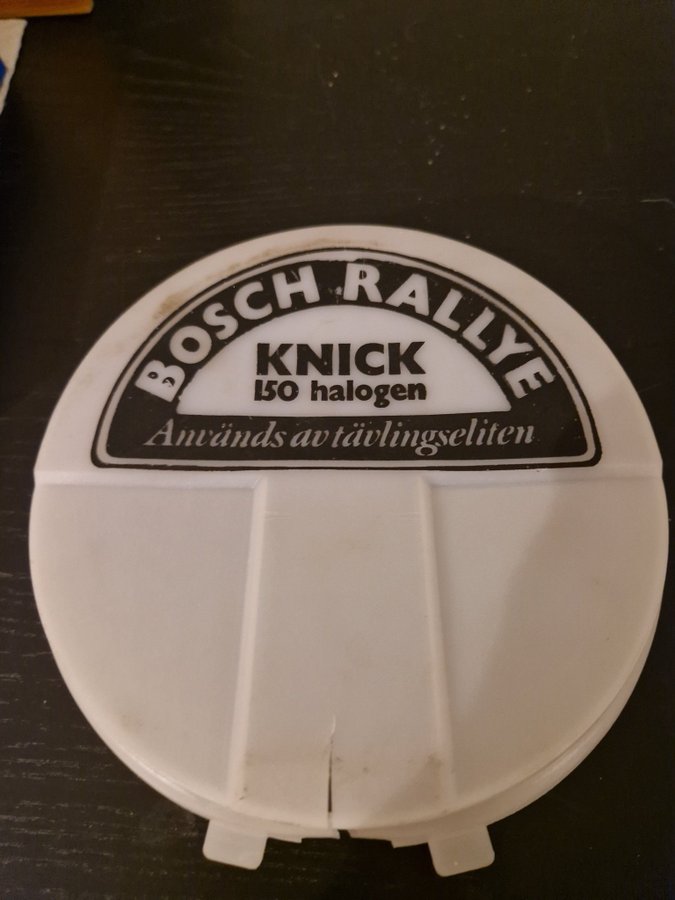 BOSCH RALLYE
KNICK
150 halogen
Används av tävlingseliten